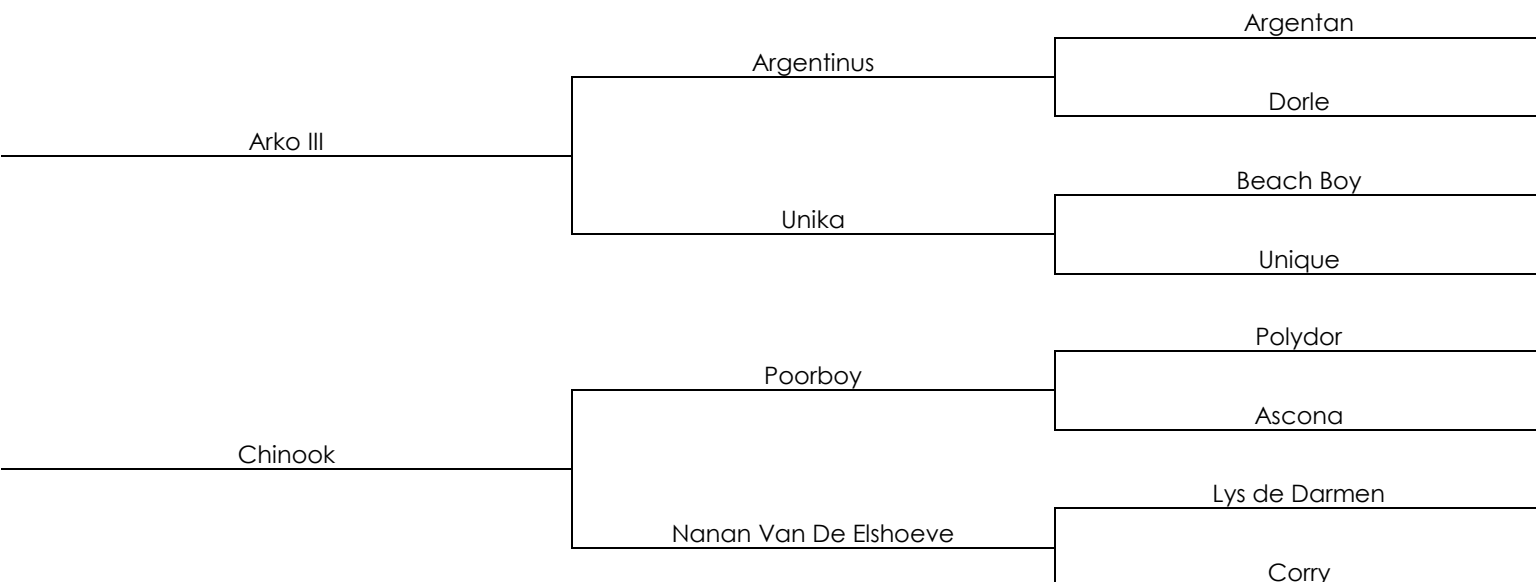 Argentan
Argentinus
Dorle
Arko III
Beach Boy
Unika
Unique
Polydor
Poorboy
Ascona
Chinook
Lys de Darmen
Nanan Van De Elshoeve
Corry